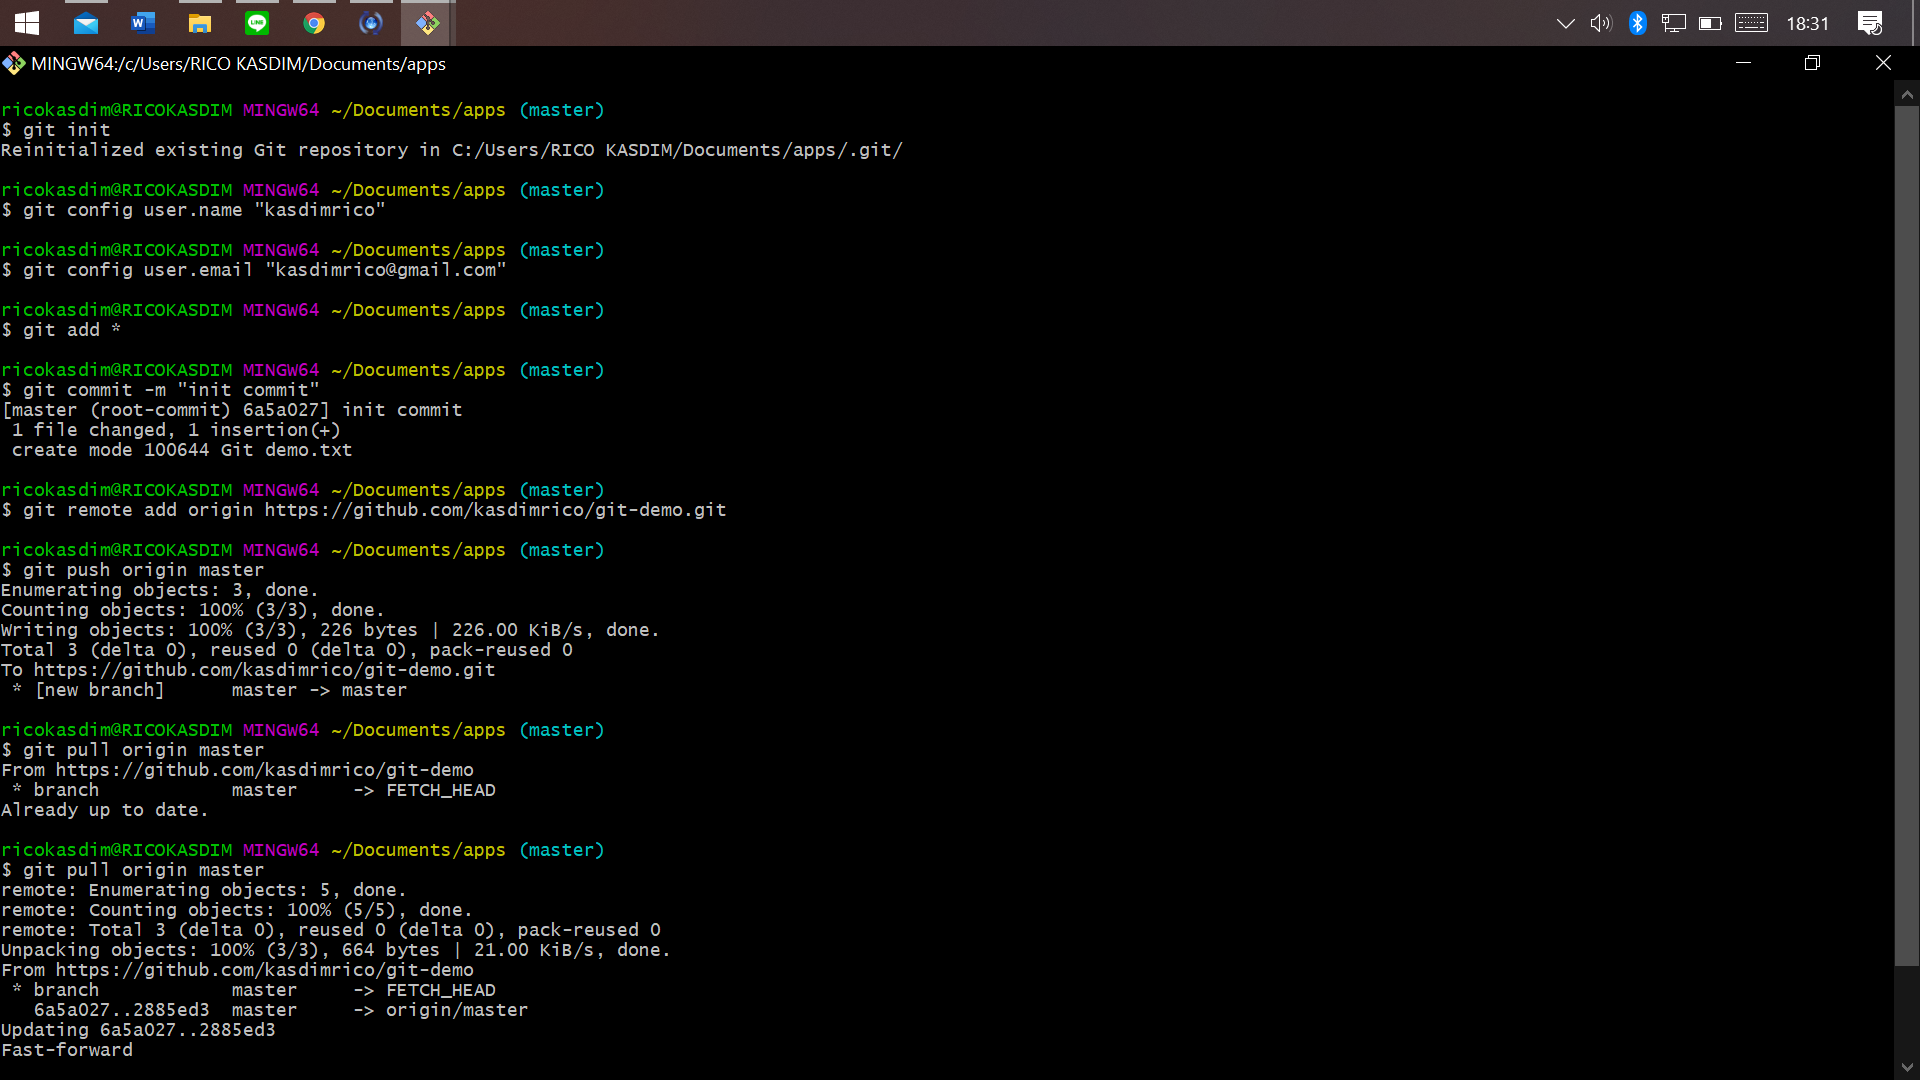 18:31
MINGW64:/c/Users/RICO KASDIM/Documents/apps
ricokasdim@RICOKASDIM MINGW64 ~/Documents/apps (master)
$ git init
Reinitialized existing Git repository in C:/Users/RICO KASDIM/Documents/apps/.git/
ricokasdim@RICOKASDIM MINGW64 ~/Documents/apps (master)
$ git config user.name "kasdimrico"
ricokasdim@RICOKASDIM MINGW64 ~/Documents/apps (master)
$ git config user.email "kasdimrico@gmail.com"
ricokasdim@RICOKASDIM MINGW64 ~/Documents/apps (master)
$ git add *
ricokasdim@RICOKASDIM MINGW64 ~/Documents/apps (master)
$ git commit -m "init commit"
[master (root-commit) 6a5a027] init commit
 1 file changed, 1 insertion(+)
 create mode 100644 Git demo.txt
ricokasdim@RICOKASDIM MINGW64 ~/Documents/apps (master)
$ git remote add origin https://github.com/kasdimrico/git-demo.git
ricokasdim@RICOKASDIM MINGW64 ~/Documents/apps (master)
$ git push origin master
Enumerating objects: 3, done.
Counting objects: 100% (3/3), done.
Writing objects: 100% (3/3), 226 bytes | 226.00 KiB/s, done.
Total 3 (delta 0), reused 0 (delta 0), pack-reused 0
To https://github.com/kasdimrico/git-demo.git
 * [new branch]      master -> master
ricokasdim@RICOKASDIM MINGW64 ~/Documents/apps (master)
$ git pull origin master
From https://github.com/kasdimrico/git-demo
 * branch            master     -> FETCH_HEAD
Already up to date.
ricokasdim@RICOKASDIM MINGW64 ~/Documents/apps (master)
$ git pull origin master
remote: Enumerating objects: 5, done.
remote: Counting objects: 100% (5/5), done.
remote: Total 3 (delta 0), reused 0 (delta 0), pack-reused 0
Unpacking objects: 100% (3/3), 664 bytes | 21.00 KiB/s, done.
From https://github.com/kasdimrico/git-demo
 * branch            master     -> FETCH_HEAD
   6a5a027..2885ed3  master     -> origin/master
Updating 6a5a027..2885ed3
Fast-forward